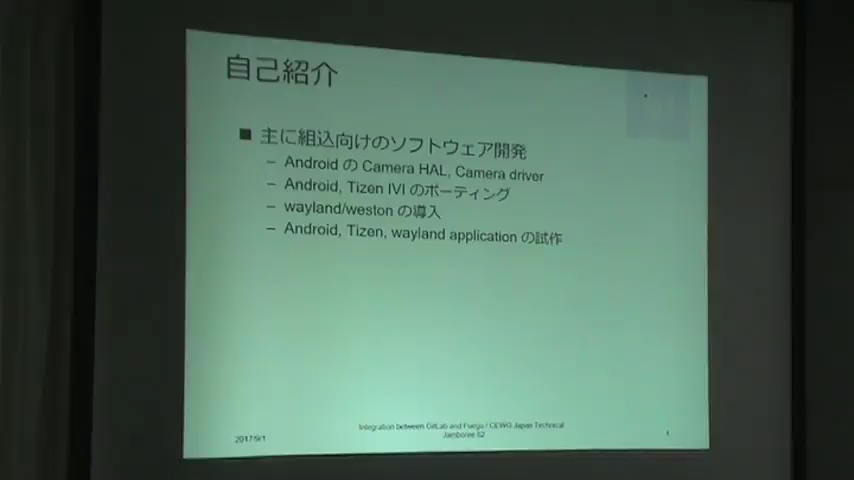 自己紹介
■ 主に組込向けのソフトウェア開発
– Android の Camera HAL, Camera driver
– Android, Tizen IVI のポーティング
– wayland/weston の導入
– Android, Tizen, wayland application の試作
2017/9/1
Integration between GitLab and Fuego / CEWG Japan Technical
Jamboree 62
1